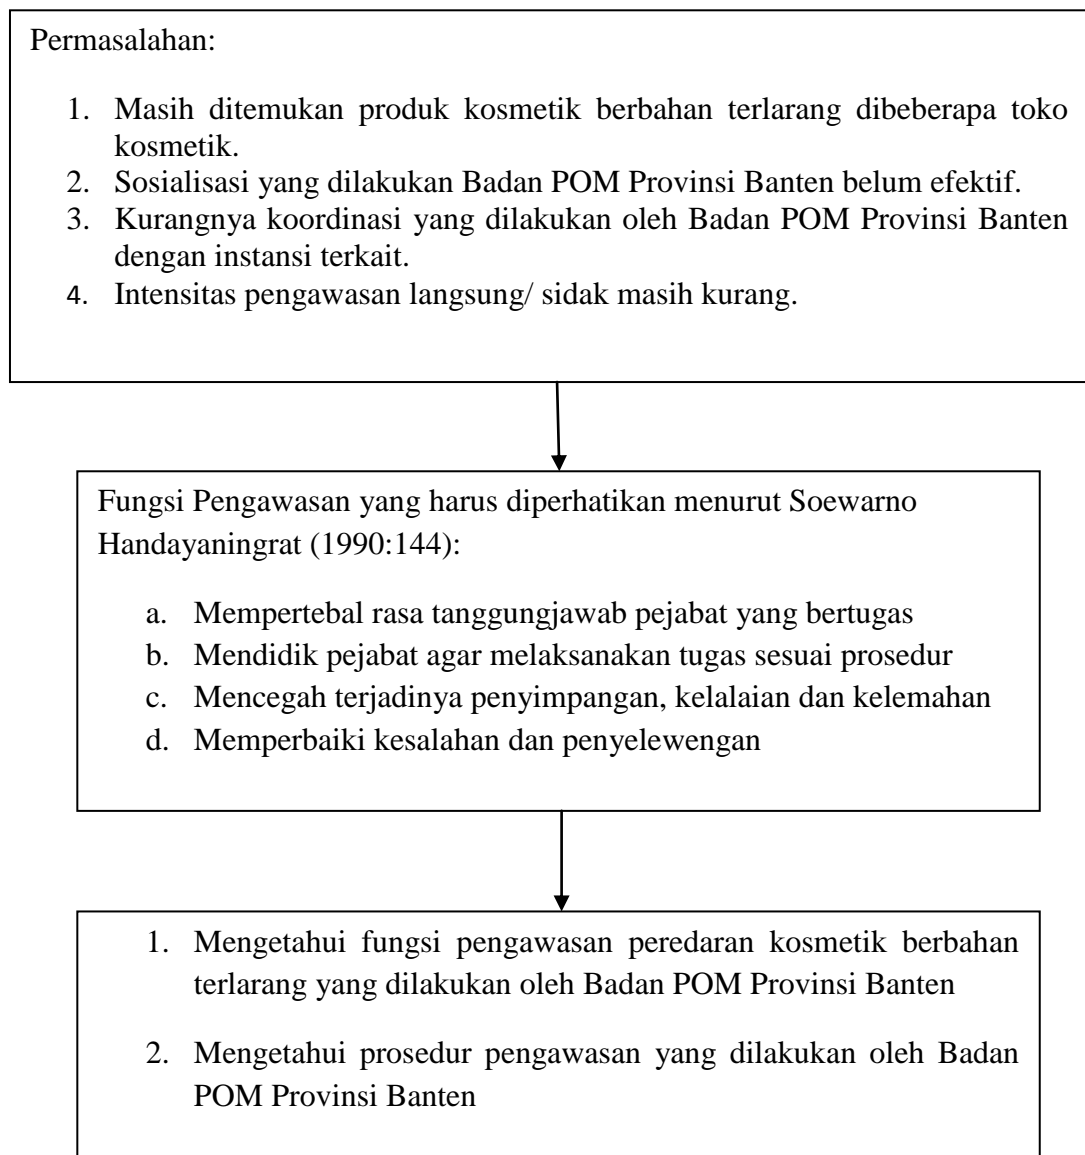 Permasalahan:
1. Masih ditemukan produk kosmetik berbahan terlarang dibeberapa toko
kosmetik.
2. Sosialisasi yang dilakukan Badan POM Provinsi Banten belum efektif.
3. Kurangnya koordinasi yang dilakukan oleh Badan POM Provinsi Banten
dengan instansi terkait.
4. Intensitas pengawasan langsung/ sidak masih kurang.
Fungsi Pengawasan yang harus diperhatikan menurut Soewarno
Handayaningrat (1990:144):
a. Mempertebal rasa tanggungjawab pejabat yang bertugas
b. Mendidik pejabat agar melaksanakan tugas sesuai prosedur
c. Mencegah terjadinya penyimpangan, kelalaian dan kelemahan
d. Memperbaiki kesalahan dan penyelewengan
1. Mengetahui fungsi pengawasan peredaran kosmetik berbahan
terlarang yang dilakukan oleh Badan POM Provinsi Banten
2. Mengetahui prosedur pengawasan yang dilakukan oleh Badan
POM Provinsi Banten